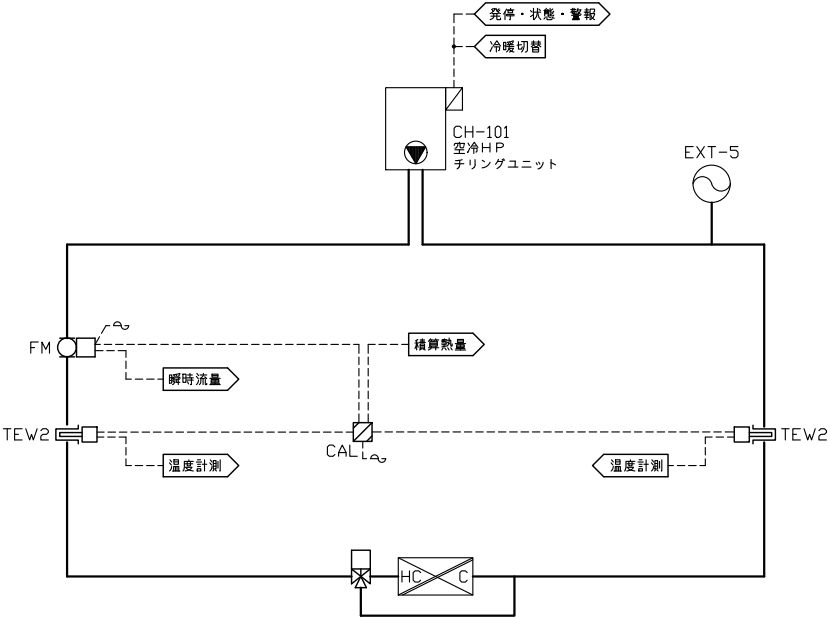 発停・状態・警報
冷暖切替
CH-101
空冷HP
チリングユニット
EXT-5
FM
積算熱量
瞬時流量
TEW2
CAL
TEW2
温度計測
温度計測
HC
C